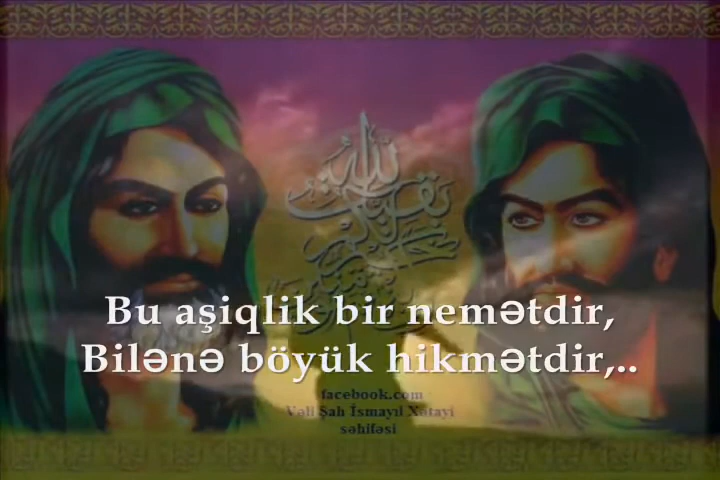 Bu aşiqlik bir nemətdir,
Bilənə böyük hikmətdir,..
facebook.com
Vəli Şah İsmayıl Xətayi
səhifəsi